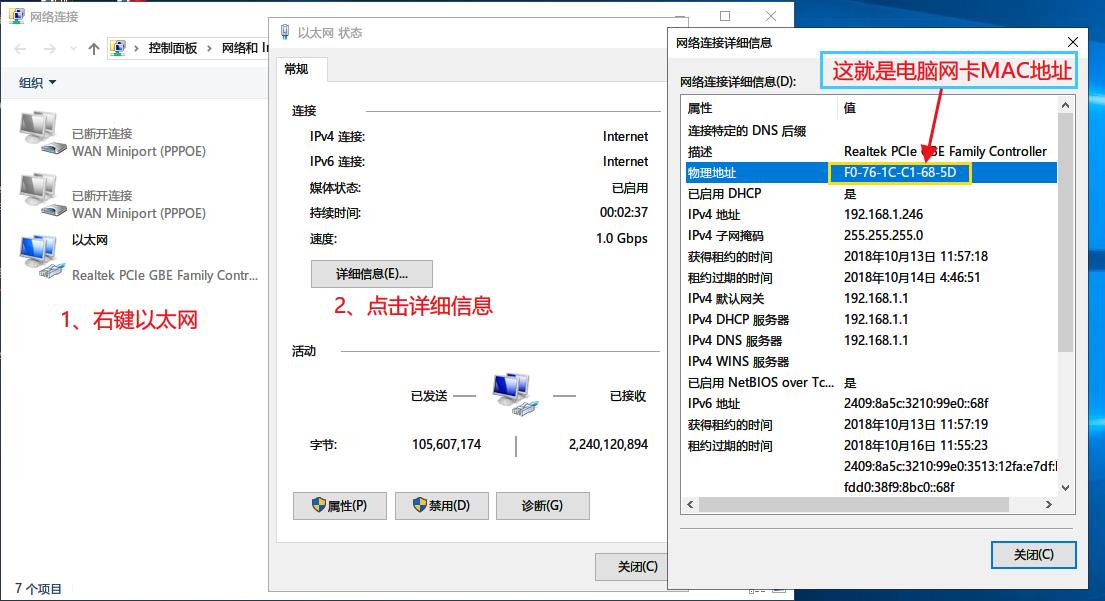 网络连接
控制面板
网络和 In
组织
已断开连接
WAN Miniport (PPPOE)
已断开连接
WAN Miniport (PPPOE)
以太网
Realtek PCIe GBE Family Contr...
1、右键以太网
7 个项目
以太网 状态
常规
连接
IPv4 连接: Internet
IPv6 连接: Internet
媒体状态: 已启用
持续时间: 00:02:37
速度: 1.0 Gbps
详细信息(E)...
2、点击详细信息
活动
已发送 — — 已接收
字节: 105,607,174 | 2,240,120,894
属性(P) 禁用(D) 诊断(G)
关闭(C)
网络连接详细信息
网络连接详细信息(D):
这就是电脑网卡MAC地址
属性 值
连接特定的 DNS 后缀
描述 Realtek PCIe GBE Family Controller
物理地址 F0-76-1C-C1-68-5D
已启用 DHCP 是
IPv4 地址 192.168.1.246
IPv4 子网掩码 255.255.255.0
获得租约的时间 2018年10月13日 11:57:18
租约过期的时间 2018年10月14日 4:46:51
IPv4 默认网关 192.168.1.1
IPv4 DHCP 服务器 192.168.1.1
IPv4 DNS 服务器 192.168.1.1
IPv4 WINS 服务器
已启用 NetBIOS over Tc... 是
IPv6 地址 2409:8a5c:3210:99e0::68f
获得租约的时间 2018年10月13日 11:57:19
租约过期的时间 2018年10月16日 11:55:23
2409:8a5c:3210:99e0:3513:12fa:e7df:
fdd0:38f9:8bc0::68f
关闭(C)